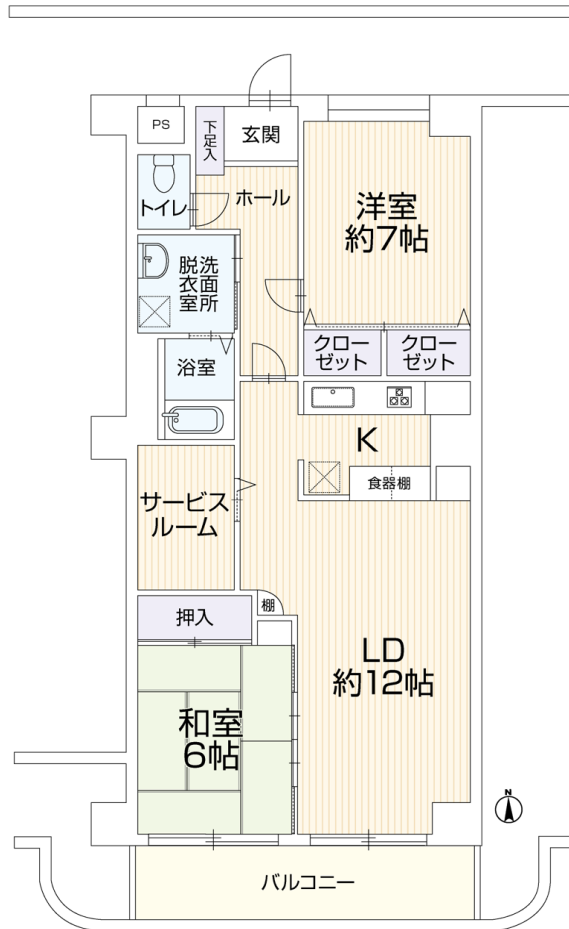 PS
下足入
玄関
トイレ
ホール
洋室
約7帖
洗面所
脱衣室
クロー
ゼット
クロー
ゼット
浴室
K
食器棚
サービス
ルーム
棚
押入
LD
約12帖
和室
6帖
N
バルコニー